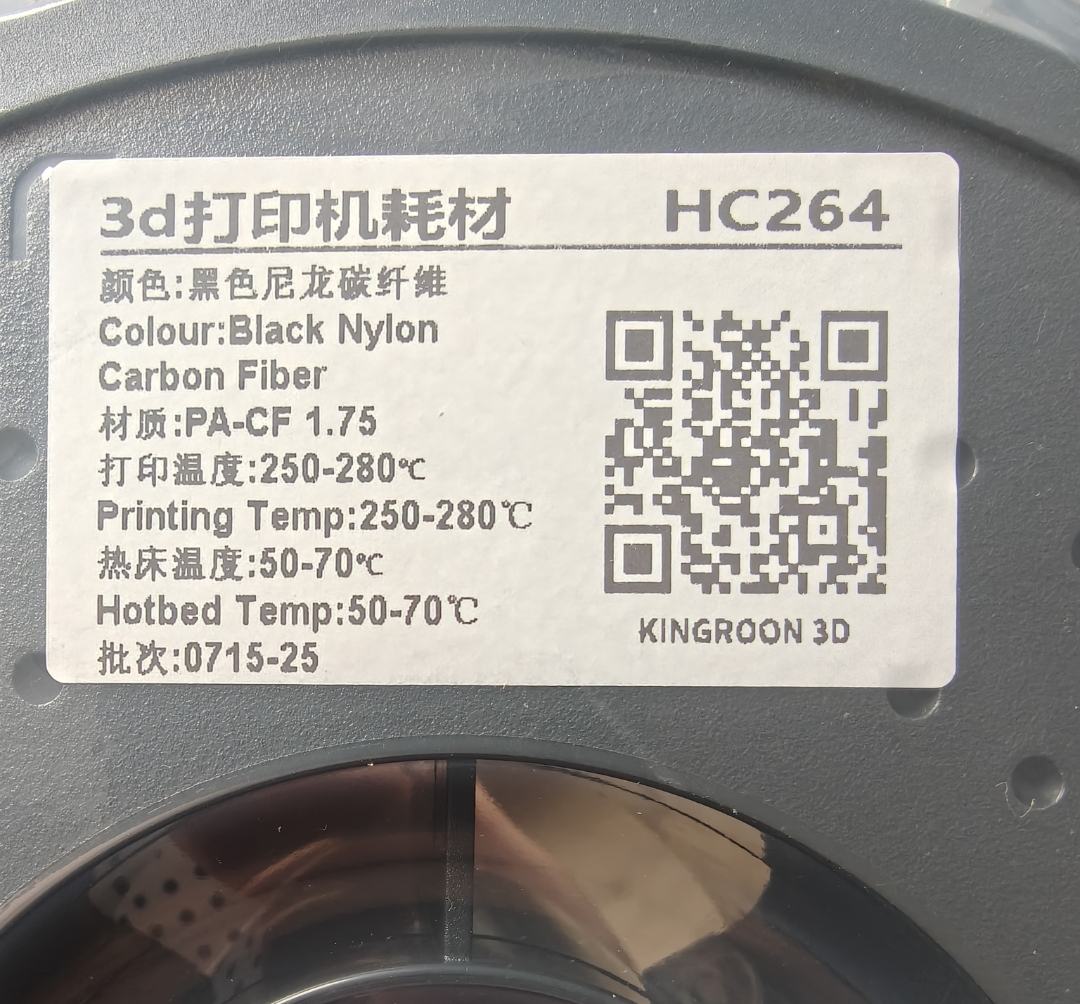 3d打印机耗材 HC264
颜色:黑色尼龙碳纤维
Colour:Black Nylon
Carbon Fiber
材质:PA-CF 1.75
打印温度:250-280℃
Printing Temp:250-280℃
热床温度:50-70℃
Hotbed Temp:50-70℃
批次:0715-25
KINGROON 3D